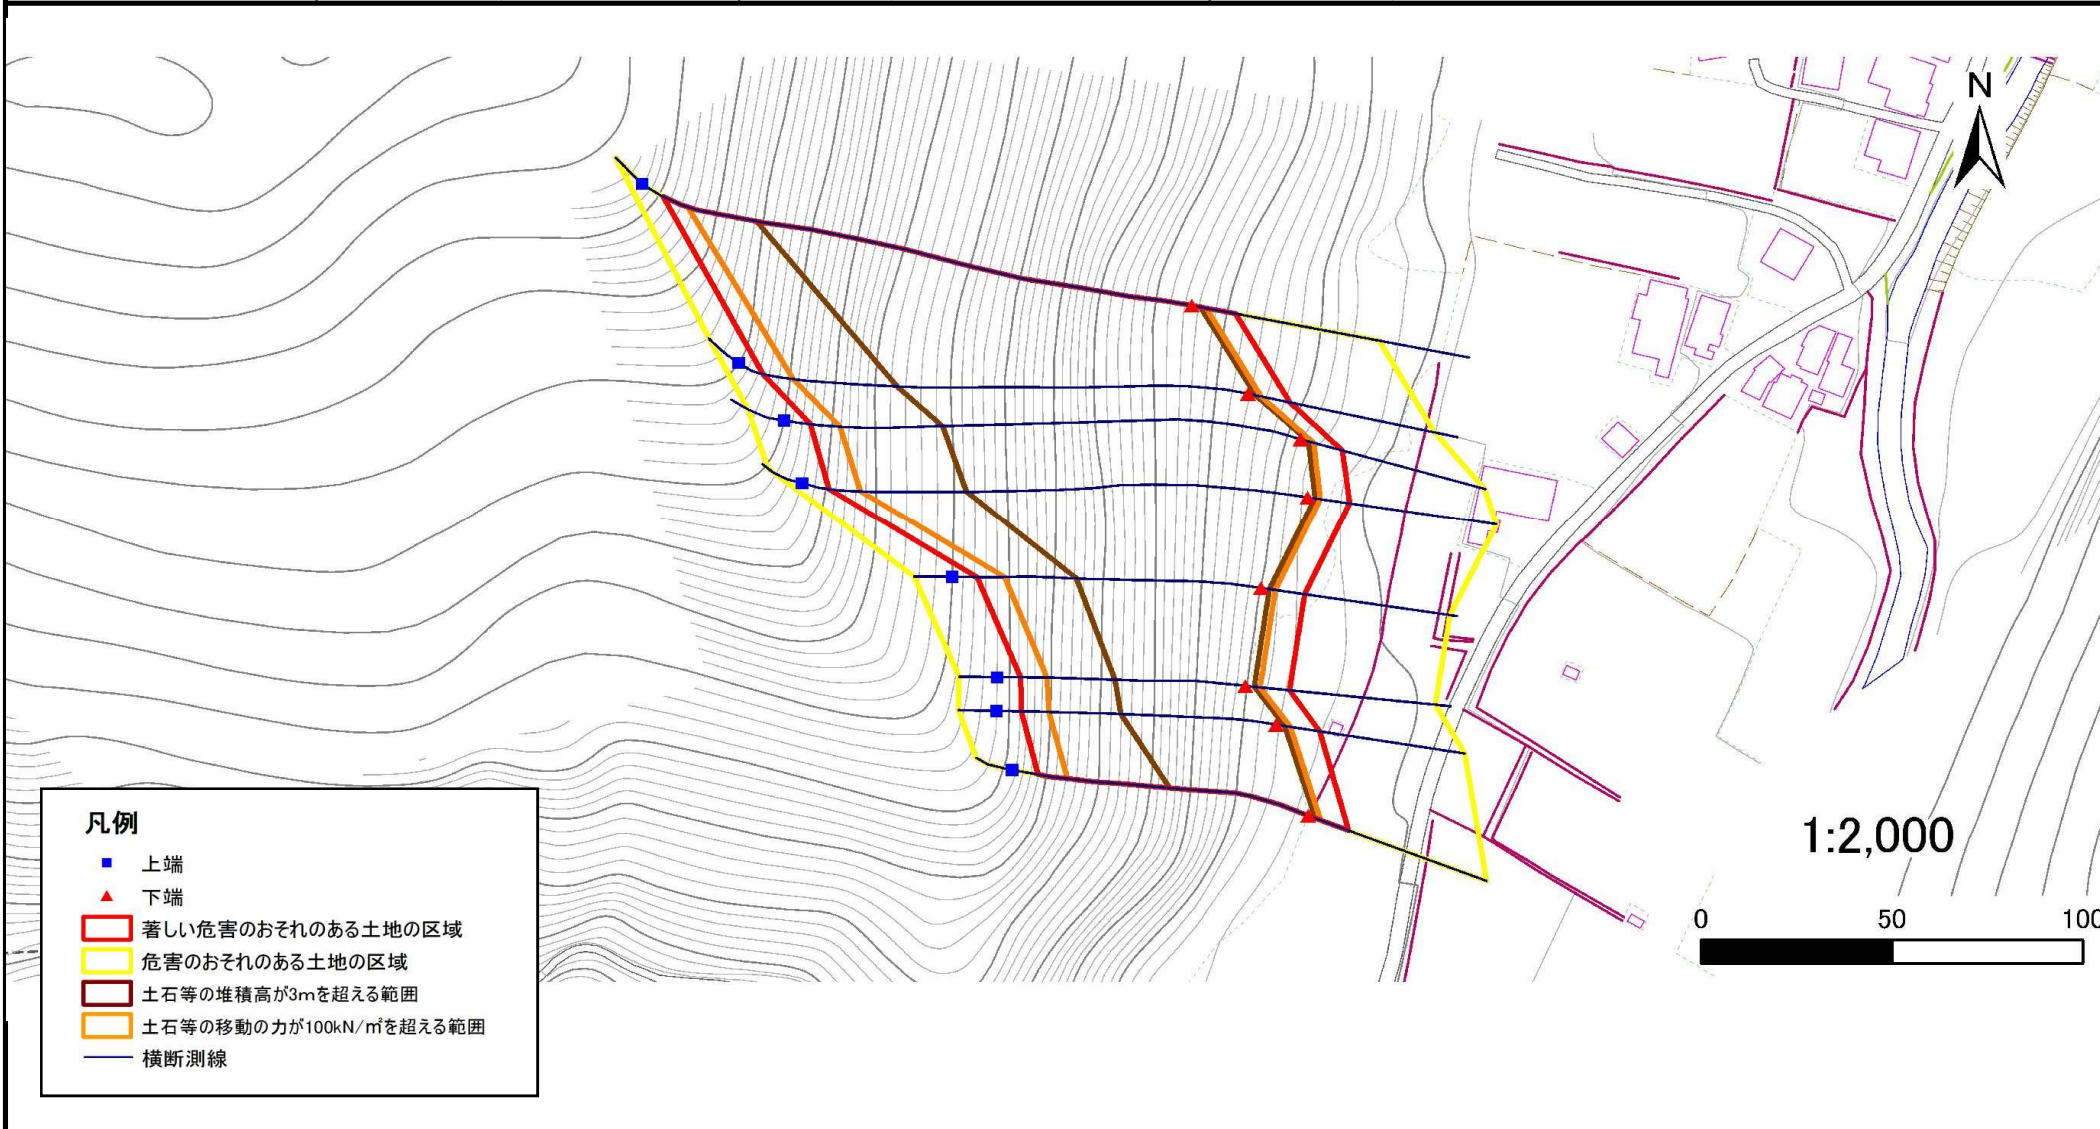 N
1:2,000
0 50 100
凡例
上端
下端
著しい危害のおそれのある土地の区域
危害のおそれのある土地の区域
土石等の堆積高が3mを超える範囲
土石等の移動の力が100kN/㎡を超える範囲
横断測線